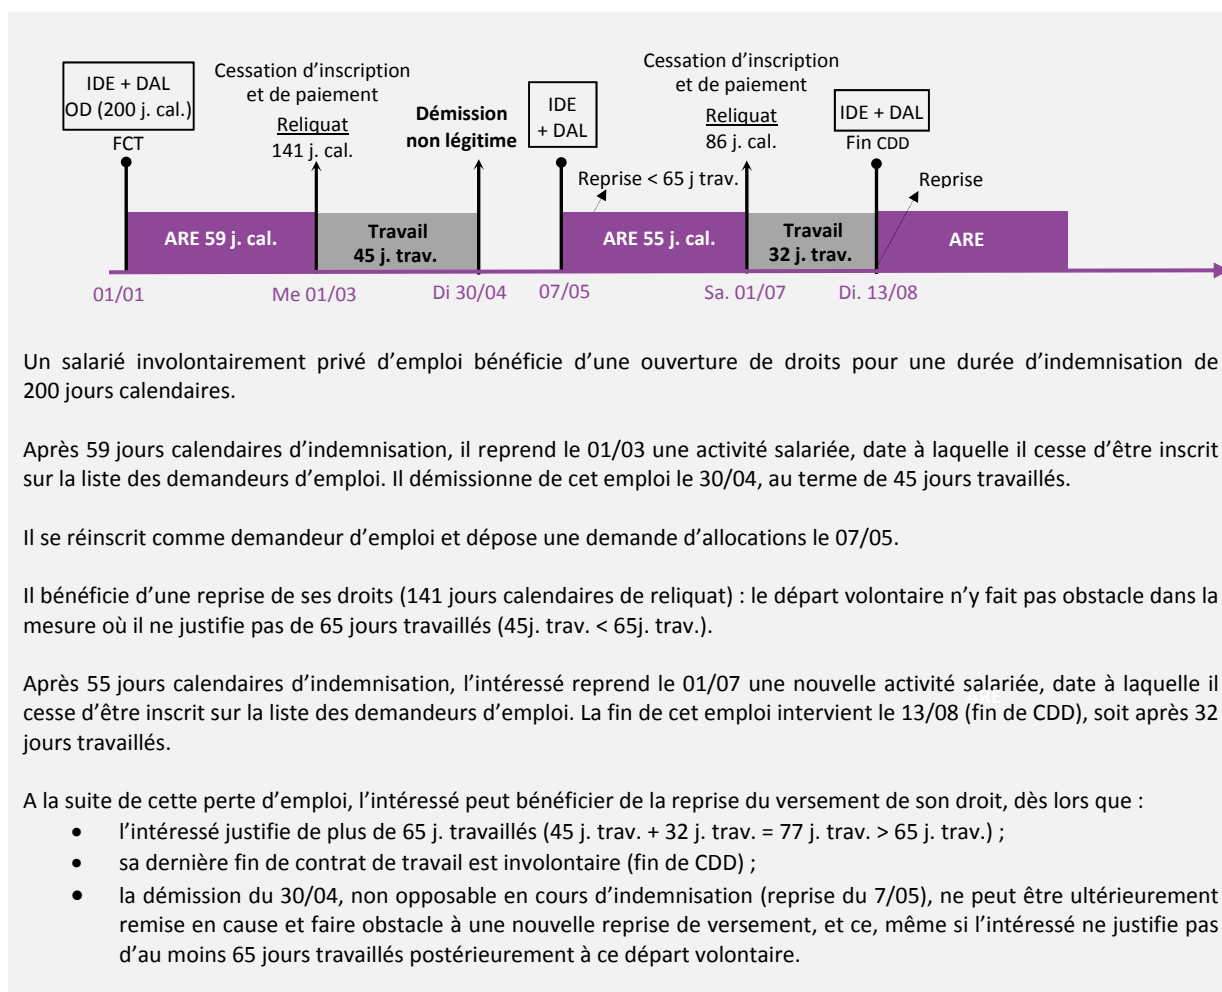 IDE + DAL
OD (200 j. cal.)
FCT
Cessation d’inscription
et de paiement
Reliquat
141 j. cal.
Démission
non légitime
IDE
+ DAL
Cessation d’inscription
et de paiement
Reliquat
86 j. cal.
IDE + DAL
Fin CDD
Reprise < 65 j trav.
Reprise
ARE 59 j. cal.
Travail
45 j. trav.
ARE 55 j. cal.
Travail
32 j. trav.
ARE
01/01
Me 01/03
Di 30/04
07/05
Sa. 01/07
Di. 13/08
Un salarié involontairement privé d’emploi bénéficie d’une ouverture de droits pour une durée d’indemnisation de
200 jours calendaires.
Après 59 jours calendaires d’indemnisation, il reprend le 01/03 une activité salariée, date à laquelle il cesse d’être inscrit
sur la liste des demandeurs d’emploi. Il démissionne de cet emploi le 30/04, au terme de 45 jours travaillés.
Il se réinscrit comme demandeur d’emploi et dépose une demande d’allocations le 07/05.
Il bénéficie d’une reprise de ses droits (141 jours calendaires de reliquat) : le départ volontaire n’y fait pas obstacle dans la
mesure où il ne justifie pas de 65 jours travaillés (45j. trav. < 65j. trav.).
Après 55 jours calendaires d’indemnisation, l’intéressé reprend le 01/07 une nouvelle activité salariée, date à laquelle il
ARE
cesse d’être inscrit sur la liste des demandeurs d’emploi. La fin de cet emploi intervient le 13/08 (fin de CDD), soit après 32
jours travaillés.
A la suite de cette perte d’emploi, l’intéressé peut bénéficier de la reprise du versement de son droit, dès lors que :
• l’intéressé justifie de plus de 65 j. travaillés (45 j. trav. + 32 j. trav. = 77 j. trav. > 65 j. trav.) ;
• sa dernière fin de contrat de travail est involontaire (fin de CDD) ;
• la démission du 30/04, non opposable en cours d’indemnisation (reprise du 7/05), ne peut être ultérieurement
remise en cause et faire obstacle à une nouvelle reprise de versement, et ce, même si l’intéressé ne justifie pas
d’au moins 65 jours travaillés postérieurement à ce départ volontaire.